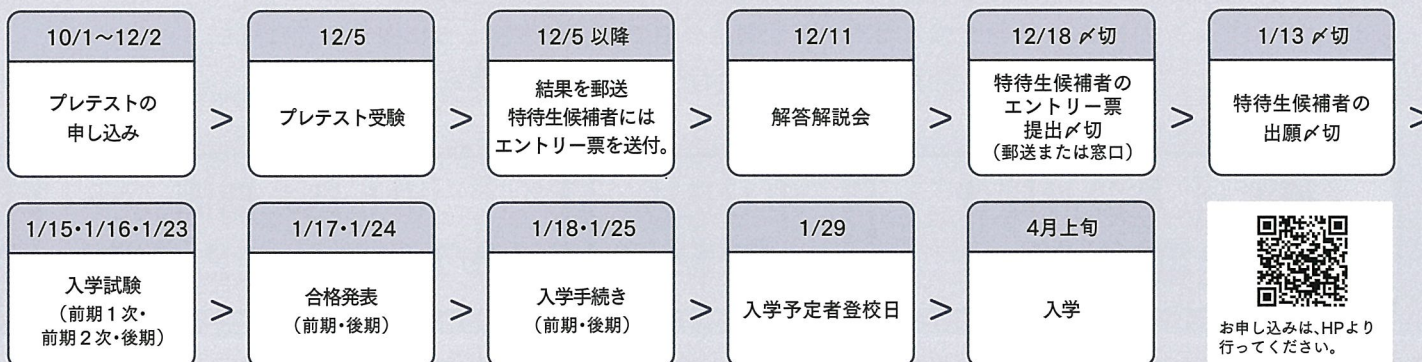 10/1～12/2
プレテストの
申し込み
>
12/5
プレテスト受験
>
12/5 以降
結果を郵送
特待生候補者には
エントリー票を送付。
>
12/11
解答解説会
>
12/18 〆切
特待生候補者の
エントリー票
提出〆切
（郵送または窓口）
>
1/13 〆切
特待生候補者の
出願〆切
>
1/15・1/16・1/23
入学試験
（前期1次・
前期2次・後期）
>
1/17・1/24
合格発表
（前期・後期）
>
1/18・1/25
入学手続き
（前期・後期）
>
1/29
入学予定者登校日
>
4月上旬
入学
お申し込みは、HPより
行ってください。